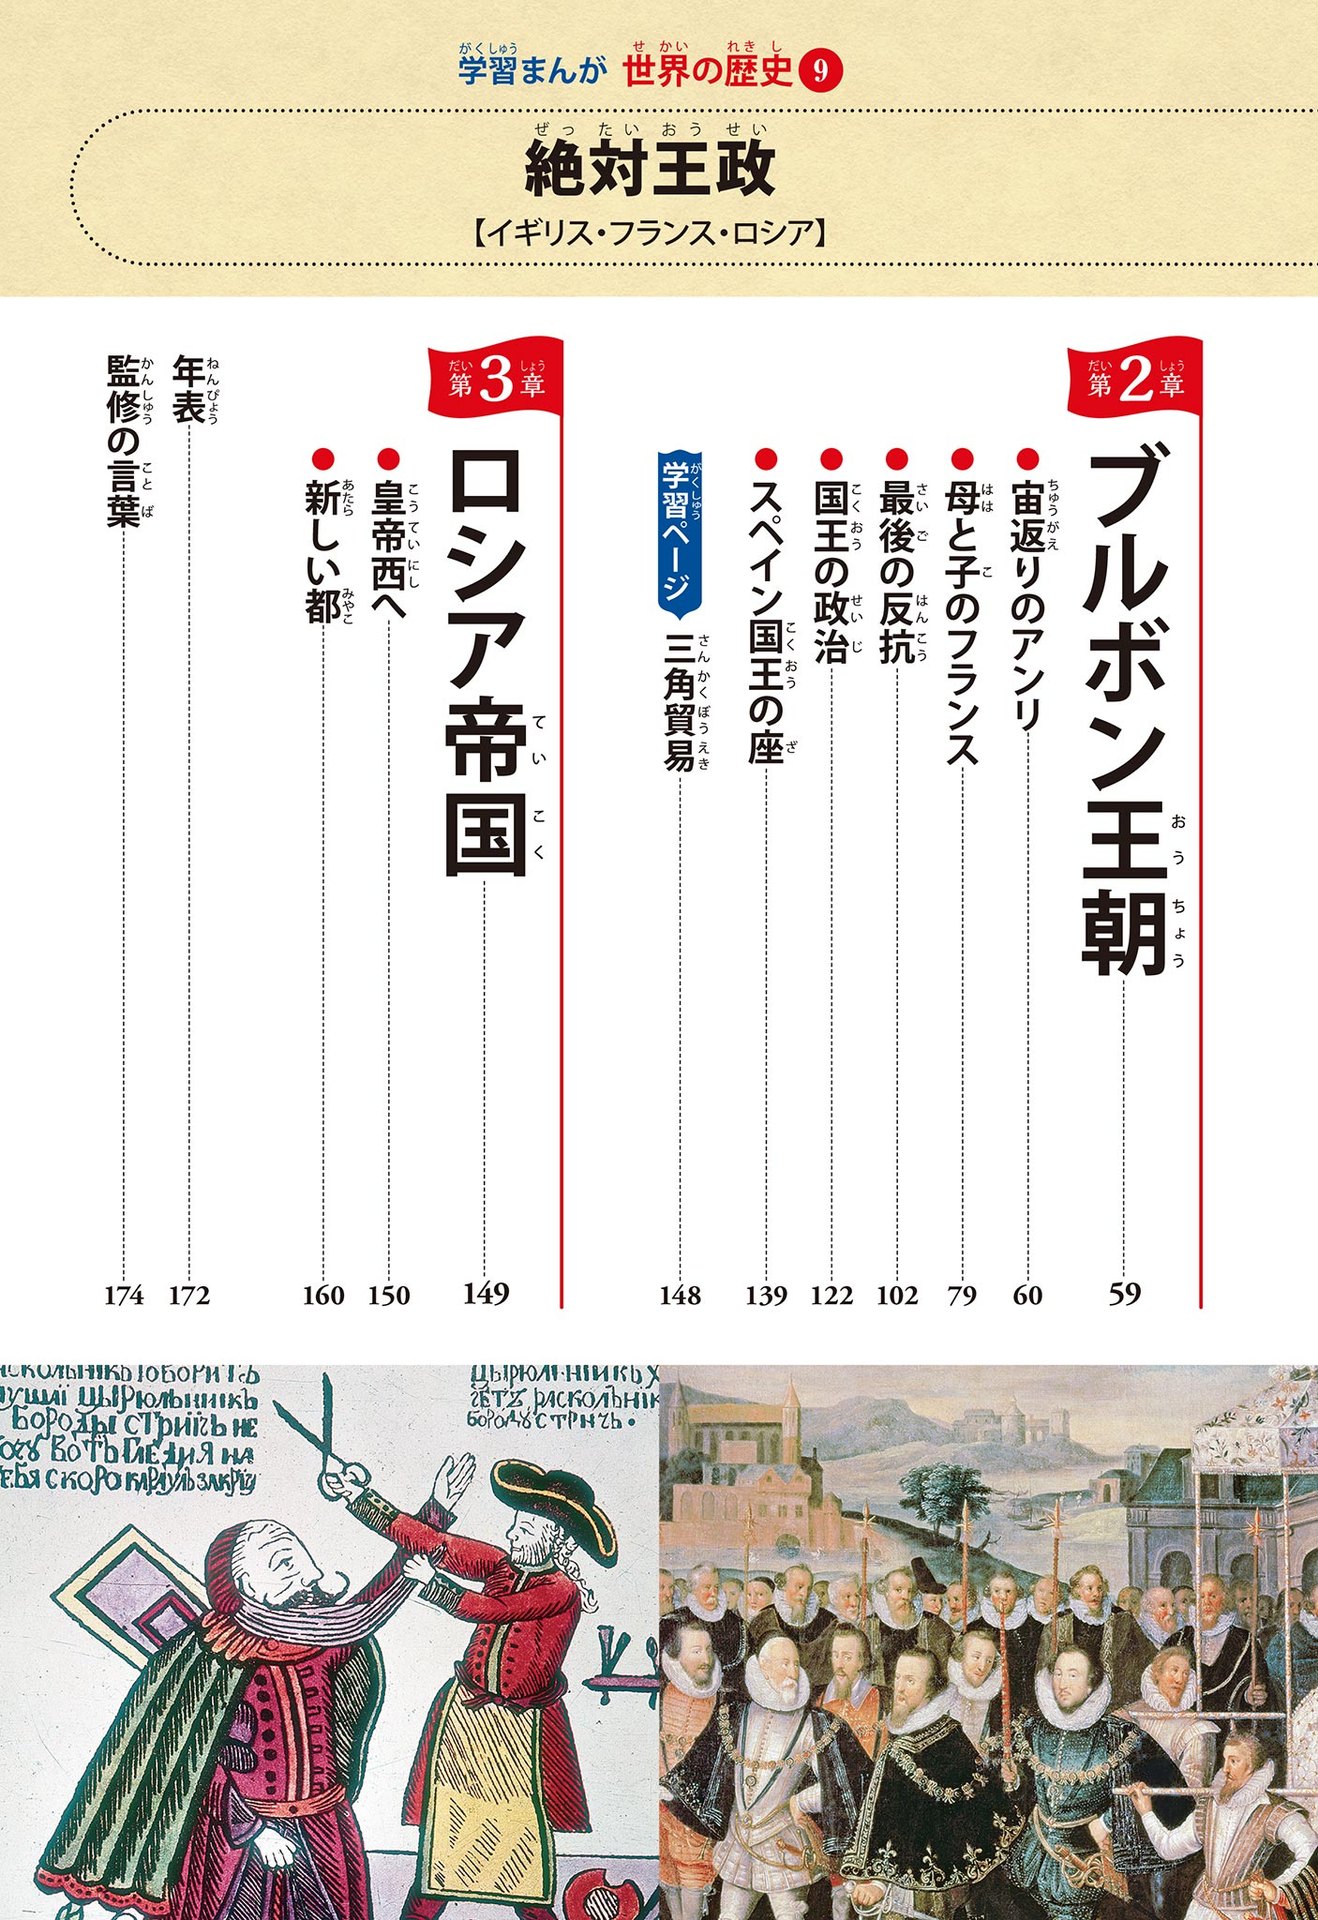 学習まんが 世界の歴史 9
絶対王政
【イギリス・フランス・ロシア】
第2章
ブルボン王朝 59
●宙返りのアンリ 60
●母と子のフランス 79
●最後の反抗 102
●国王の政治 122
●スペイン国王の座 139
学習ページ 三角貿易 148
第3章
ロシア帝国 149
●皇帝西へ 150
●新しい都 160
年表 172
監修の言葉 174